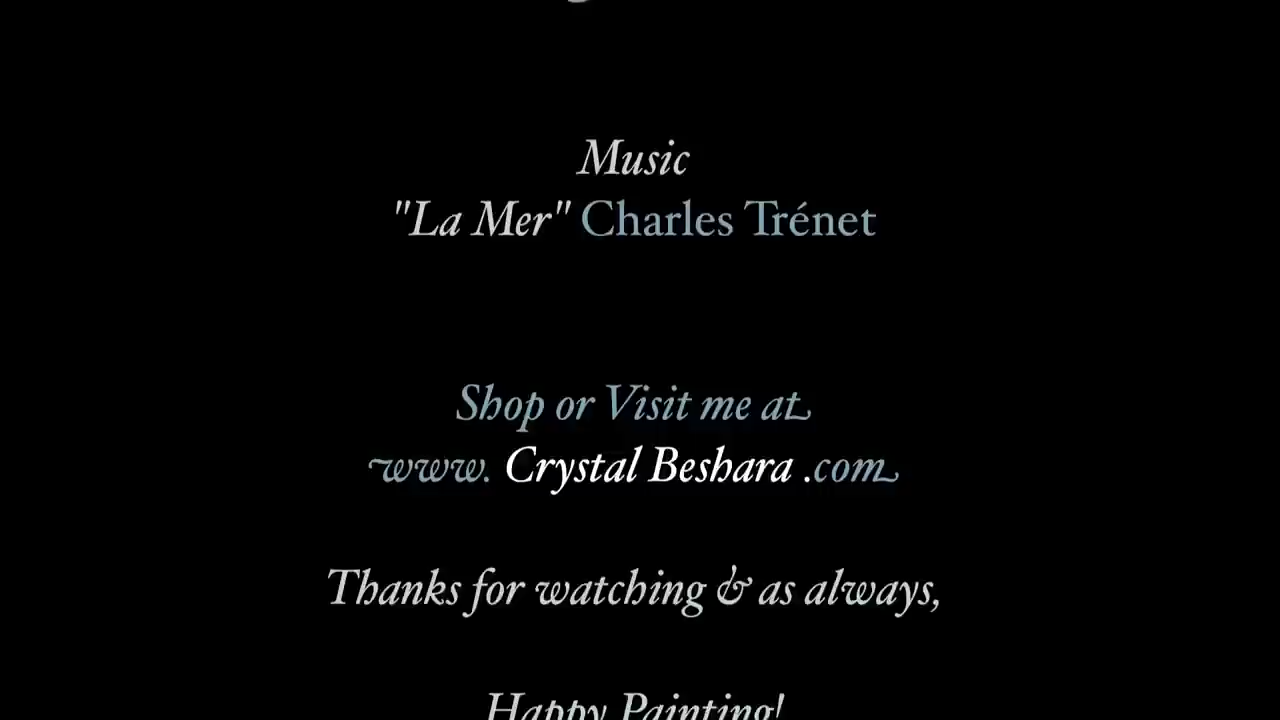 Music
"La Mer" Charles Trénet
Shop or Visit me at
www. Crystal Beshara .com
Thanks for watching & as always,
Happy Painting!